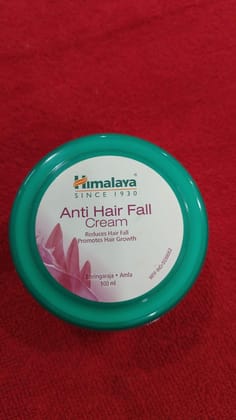 Himalaya
SINCE 1930
Anti Hair Fall
Cream
Reduces Hair Fall
Promotes Hair Growth
Bhringaraja • Amla
100 ml